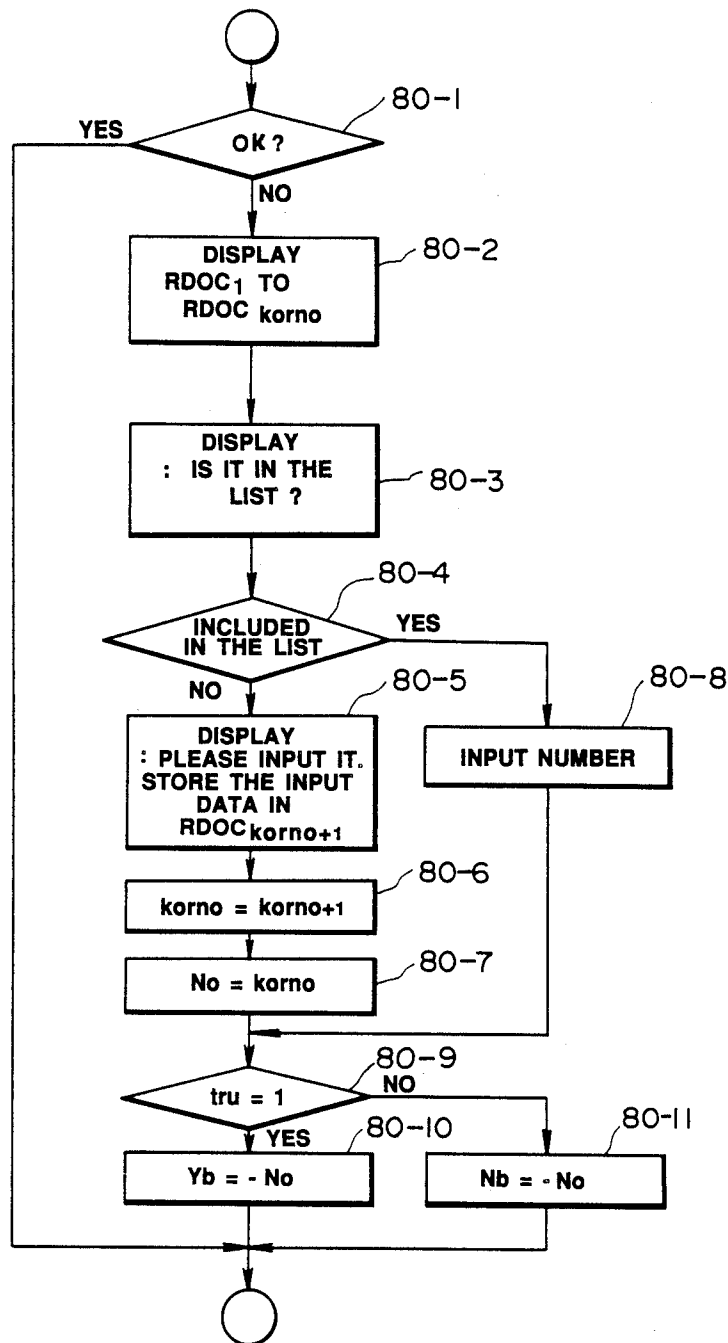 80-1
YES
OK?
NO
80-2
DISPLAY
RDOC1 TO
RDOC korno
DISPLAY
: IS IT IN THE
LIST ?
80-3
80-4
INCLUDED
IN THE LIST
YES
NO
80-5
80-8
DISPLAY
: PLEASE INPUT IT.
STORE THE INPUT
DATA IN
RDOCkorno+1
INPUT NUMBER
80-6
korno = korno+1
80-7
No = korno
80-9
tru = 1
NO
YES
80-10
80-11
Yb = - No
Nb = - No